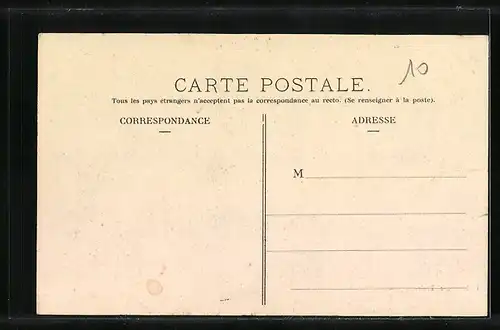 10
CARTE POSTALE.
Tous les pays étrangers n'acceptent pas la correspondance au recto. (Se renseigner à la poste).
CORRESPONDANCE
ADRESSE
M